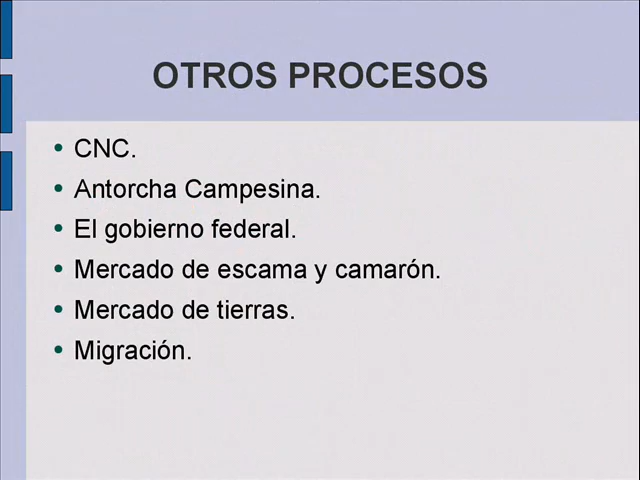 OTROS PROCESOS
CNC.
Antorcha Campesina.
El gobierno federal.
Mercado de escama y camarón.
Mercado de tierras.
Migración.